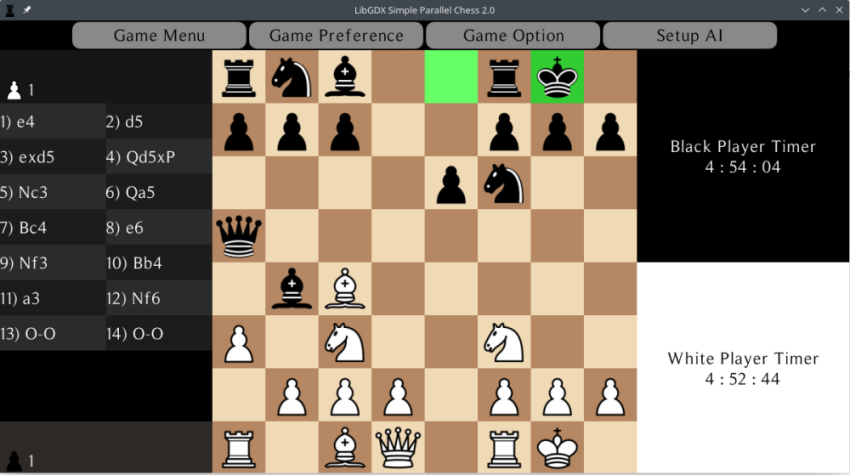 LibGDX Simple Parallel Chess 2.0
Game Menu Game Preference Game Option Setup AI
1
1) e4 2) d5
3) exd5 4) Qd5xP
5) Nc3 6) Qa5
7) Bc4 8) e6
9) Nf3 10) Bb4
11) a3 12) Nf6
13) O-O 14) O-O
1
Black Player Timer
4 : 54 : 04
White Player Timer
4 : 52 : 44